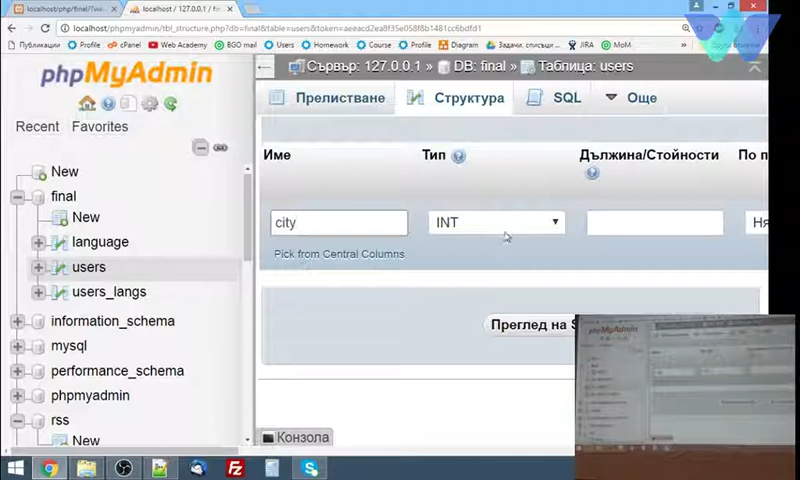 localhost / php/final/?wi
localhost / 127.0.0.1 / fi
localhost/phpmyadmin/tbl_structure.php?db=final&table=users&token=aeeacd2ea8f35e058f8b1481cc6bdfd1
Публикации
Profile
cPanel
Web Academy
BGO mail
Users
Homework
Course
Profile
Diagram
Задачи, списъци...
JIRA
MoM
phpMyAdmin
Recent
Favorites
New
final
New
language
users
users_langs
information_schema
mysql
performance_schema
phpmyadmin
rss
New
Сървър: 127.0.0.1 » DB: final » Таблица: users
Прелистване
Структура
SQL
Още
Име
Тип
Дължина/Стойности
По п
city
INT
Ня
Pick from Central Columns
Преглед на S
Конзола
phpMyAdmin